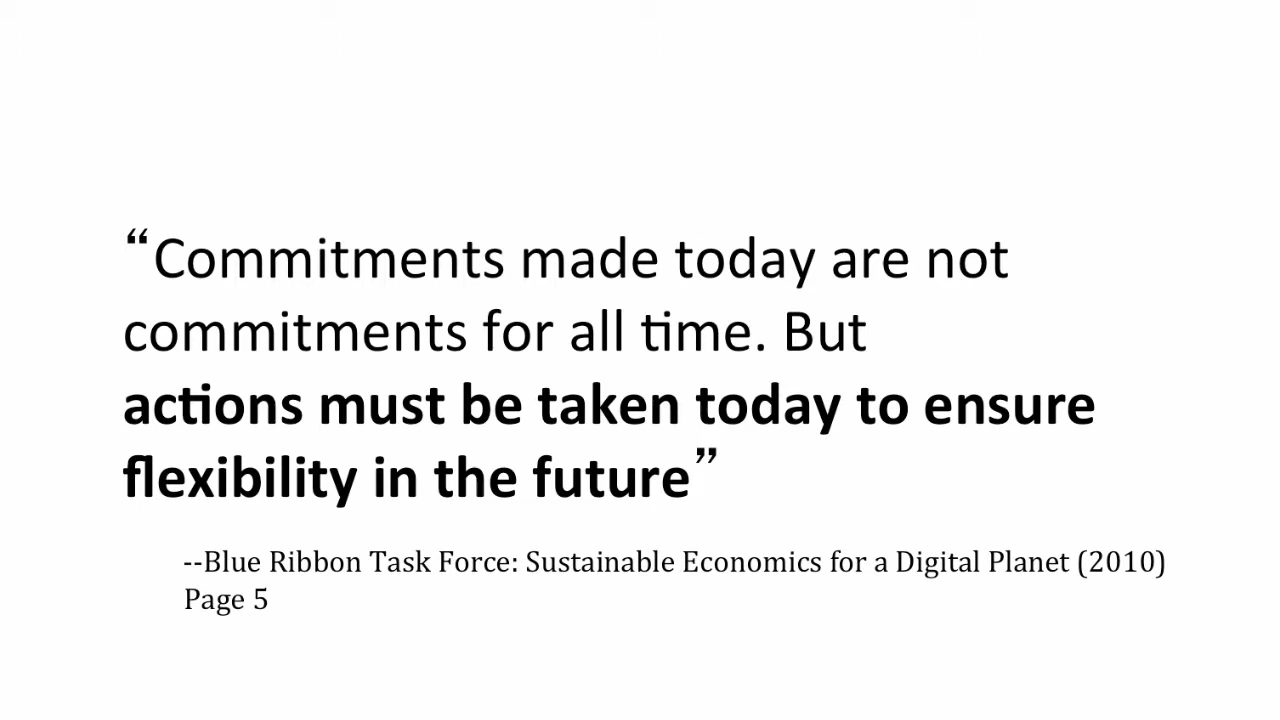 “Commitments made today are not
commitments for all time. But
actions must be taken today to ensure
flexibility in the future”
--Blue Ribbon Task Force: Sustainable Economics for a Digital Planet (2010)
Page 5